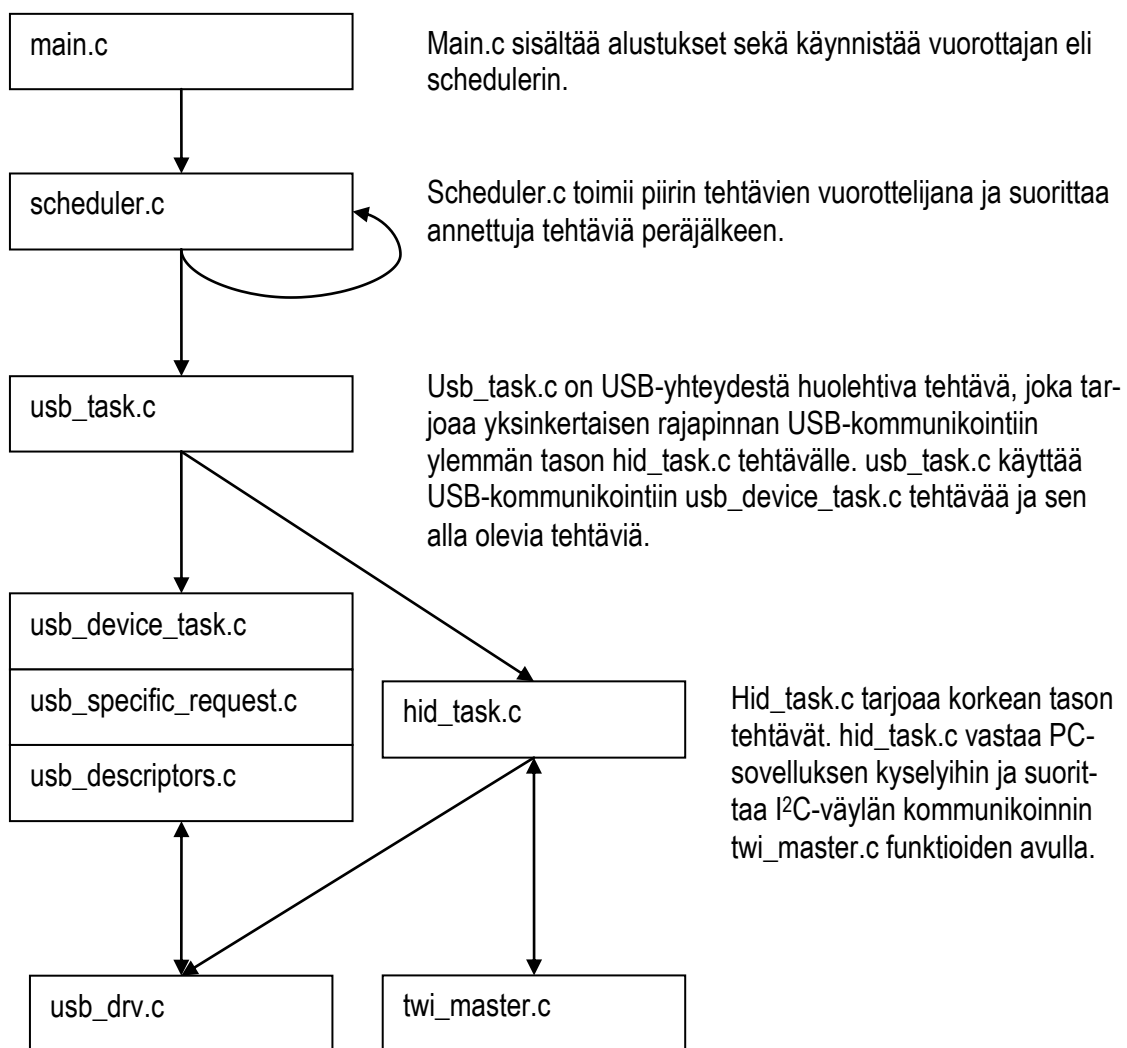 main.c
Main.c sisältää alustukset sekä käynnistää vuorottajan eli
schedulerin.
scheduler.c
Scheduler.c toimii piirin tehtävien vuorottelijana ja suorittaa
annettuja tehtäviä peräjälkeen.
usb_task.c
Usb_task.c on USB-yhteydestä huolehtiva tehtävä, joka tar-
joaa yksinkertaisen rajapinnan USB-kommunikointiin
ylemmän tason hid_task.c tehtävälle. usb_task.c käyttää
USB-kommunikointiin usb_device_task.c tehtävää ja sen
alla olevia tehtäviä.
usb_device_task.c
usb_specific_request.c
usb_descriptors.c
hid_task.c
Hid_task.c tarjoaa korkean tason
tehtävät. hid_task.c vastaa PC-
sovelluksen kyselyihin ja suorit-
taa I²C-väylän kommunikoinnin
twi_master.c funktioiden avulla.
usb_drv.c
twi_master.c